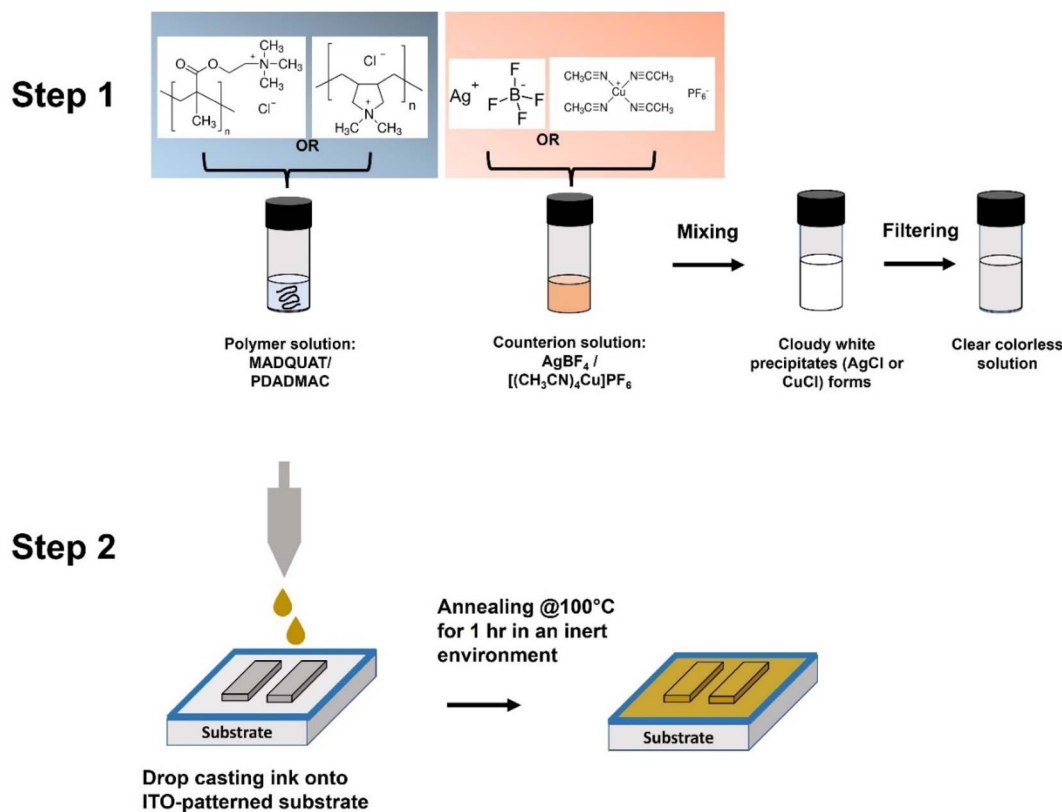 Step 1
O
O
N
+
CH₃
CH₃
CH₃
CH₃
n
Cl⁻
Cl⁻
n
N
+
H₃C
CH₃
OR
Ag⁺
F
B⁻
F
F
F
CH₃C≡N
N≡CCH₃
Cu
+
CH₃C≡N
N≡CCH₃
PF₆⁻
OR
Mixing
Filtering
Polymer solution:
MADQUAT/
PDADMAC
Counterion solution:
AgBF₄ /
[(CH₃CN)₄Cu]PF₆
Cloudy white
precipitates (AgCl or
CuCl) forms
Clear colorless
solution
Step 2
Annealing @100°C
for 1 hr in an inert
environment
Substrate
Substrate
Drop casting ink onto
ITO-patterned substrate